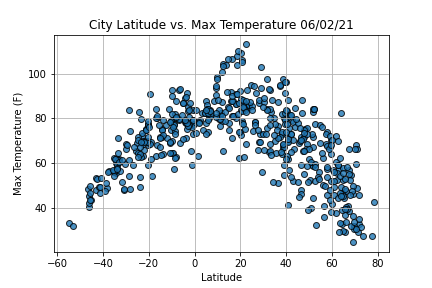 City Latitude vs. Max Temperature 06/02/21
Max Temperature (F)
100
80
60
40
−60 −40 −20 0 20 40 60 80
Latitude